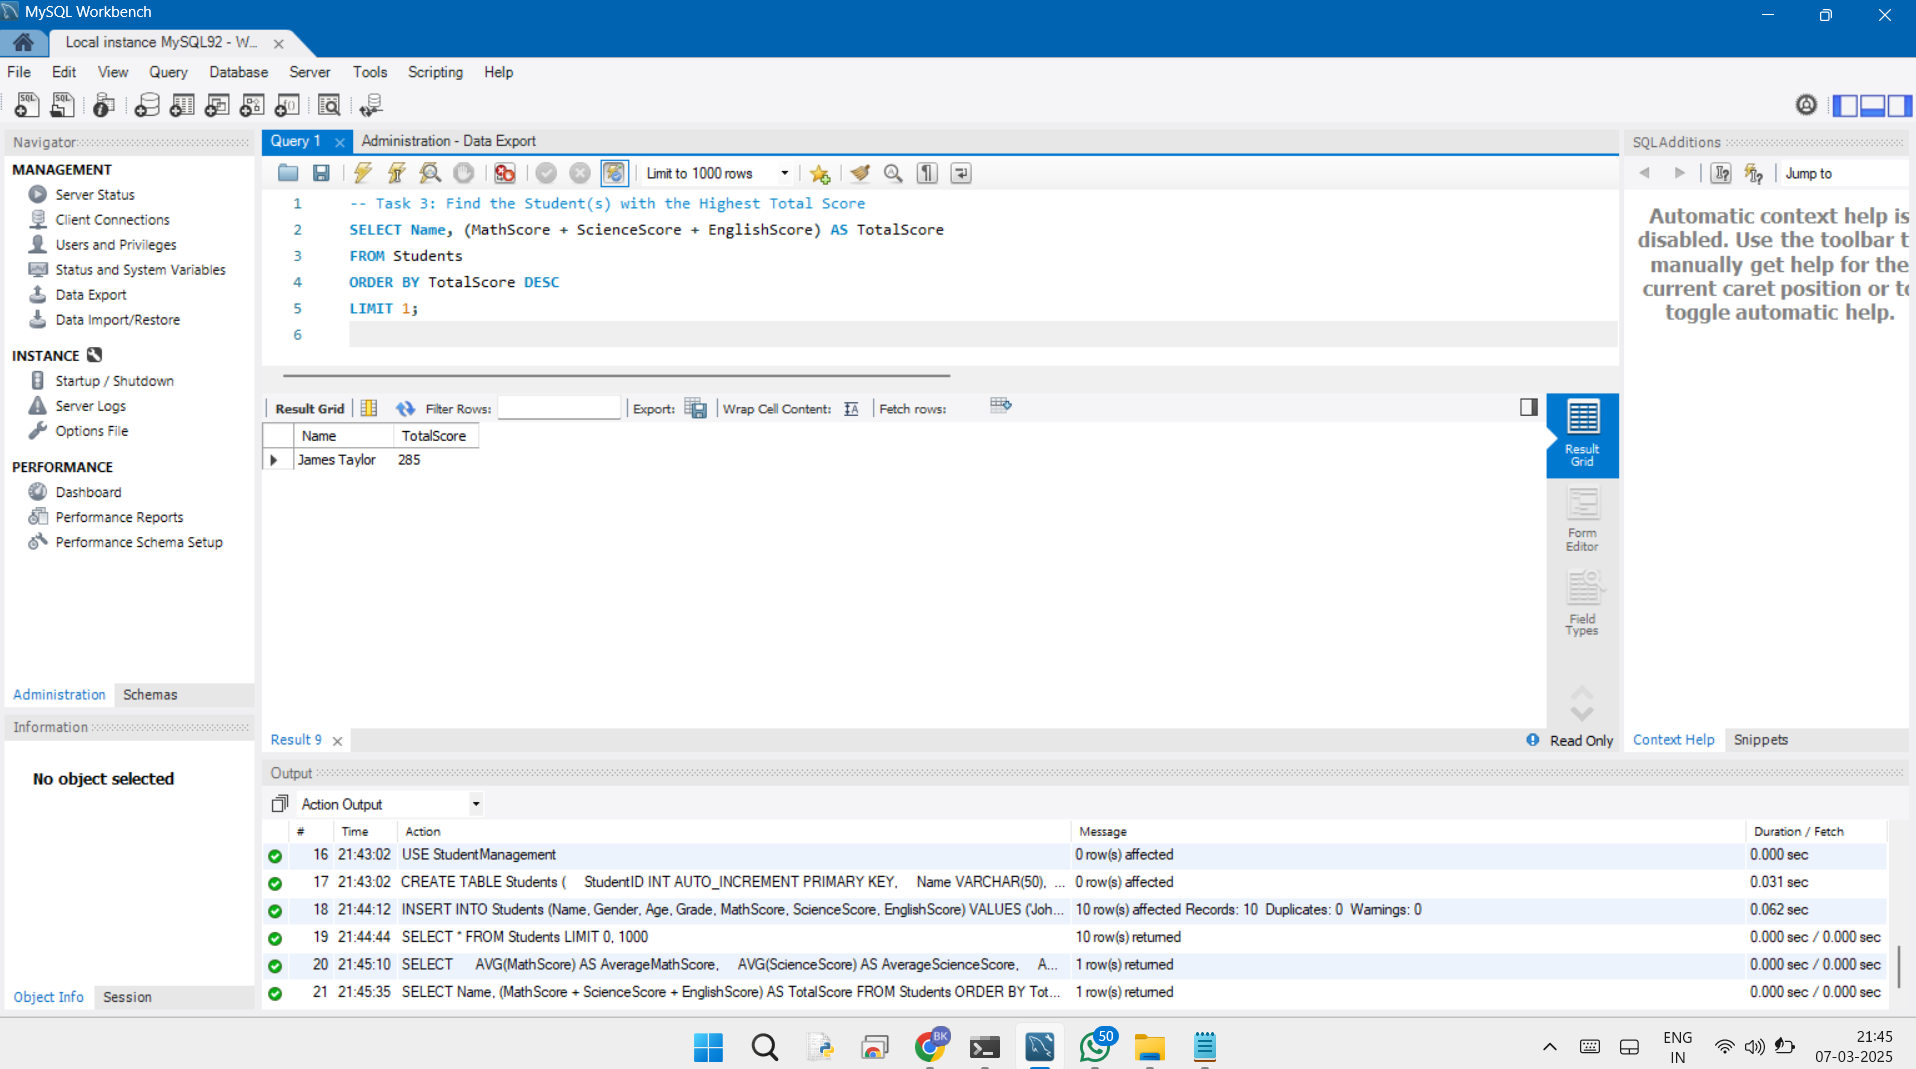 MySQL Workbench
Local instance MySQL92 - W...
File Edit View Query Database Server Tools Scripting Help
Navigator
MANAGEMENT
Server Status
Client Connections
Users and Privileges
Status and System Variables
Data Export
Data Import/Restore
INSTANCE
Startup / Shutdown
Server Logs
Options File
PERFORMANCE
Dashboard
Performance Reports
Performance Schema Setup
Administration Schemas
Information
No object selected
Object Info Session
Query 1 Administration - Data Export
Limit to 1000 rows
1 -- Task 3: Find the Student(s) with the Highest Total Score
2 SELECT Name, (MathScore + ScienceScore + EnglishScore) AS TotalScore
3 FROM Students
4 ORDER BY TotalScore DESC
5 LIMIT 1;
6
Result Grid Filter Rows: Export: Wrap Cell Content: Fetch rows:
Name TotalScore
James Taylor 285
Result Grid
Form Editor
Field Types
Result 9 Read Only
SQLAdditions
Jump to
Automatic context help is
disabled. Use the toolbar t
manually get help for the
current caret position or to
toggle automatic help.
Context Help Snippets
Output
Action Output
# Time Action Message Duration / Fetch
16 21:43:02 USE StudentManagement 0 row(s) affected 0.000 sec
17 21:43:02 CREATE TABLE Students ( StudentID INT AUTO_INCREMENT PRIMARY KEY, Name VARCHAR(50), ... 0 row(s) affected 0.031 sec
18 21:44:12 INSERT INTO Students (Name, Gender, Age, Grade, MathScore, ScienceScore, EnglishScore) VALUES ('Joh... 10 row(s) affected Records: 10 Duplicates: 0 Warnings: 0 0.062 sec
19 21:44:44 SELECT * FROM Students LIMIT 0, 1000 10 row(s) returned 0.000 sec / 0.000 sec
20 21:45:10 SELECT AVG(MathScore) AS AverageMathScore, AVG(ScienceScore) AS AverageScienceScore, A... 1 row(s) returned 0.000 sec / 0.000 sec
21 21:45:35 SELECT Name, (MathScore + ScienceScore + EnglishScore) AS TotalScore FROM Students ORDER BY Tot... 1 row(s) returned 0.000 sec / 0.000 sec
BK
50
ENG
IN
21:45
07-03-2025